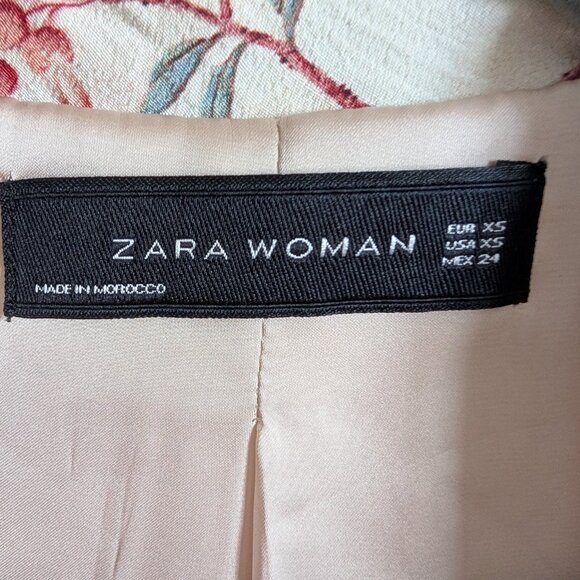 ZARA WOMAN
EUR XS
USA XS
MEX 24
MADE IN MOROCCO